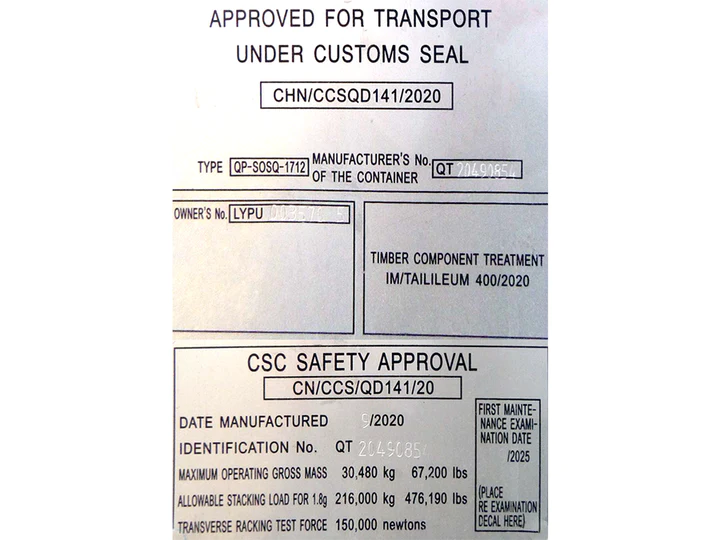 APPROVED FOR TRANSPORT
UNDER CUSTOMS SEAL
CHN/CCSQD141/2020
TYPE QP-SOSQ-1712 MANUFACTURER'S No. OF THE CONTAINER QT
OWNER'S No. LYPU
TIMBER COMPONENT TREATMENT
IM/TAILILEUM 400/2020
CSC SAFETY APPROVAL
CN/CCS/QD141/20
DATE MANUFACTURED 9/2020
IDENTIFICATION No. QT
MAXIMUM OPERATING GROSS MASS 30,480 kg 67,200 lbs
ALLOWABLE STACKING LOAD FOR 1.8g 216,000 kg 476,190 lbs
TRANSVERSE RACKING TEST FORCE 150,000 newtons
FIRST MAINTE-
NANCE EXAMI-
NATION DATE
/2025
(PLACE
RE EXAMINATION
DECAL HERE)